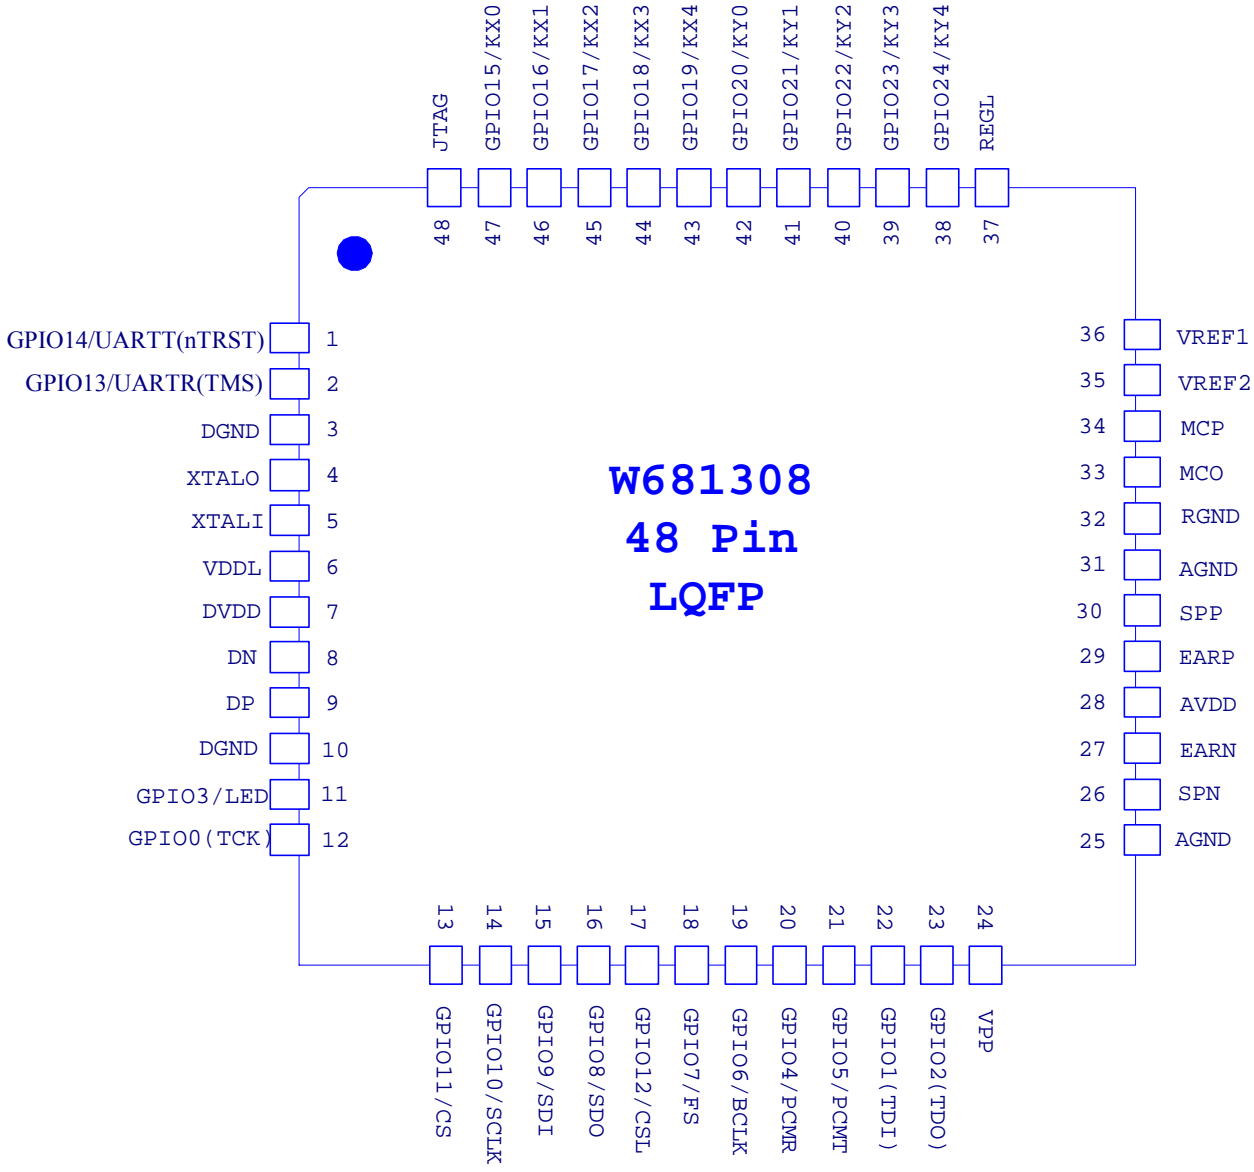 JTAG
GPIO15/KX0
GPIO16/KX1
GPIO17/KX2
GPIO18/KX3
GPIO19/KX4
GPIO20/KY0
GPIO21/KY1
GPIO22/KY2
GPIO23/KY3
GPIO24/KY4
REGL
48
47
46
45
44
43
42
41
40
39
38
37
GPIO14/UARTT(nTRST) 1
GPIO13/UARTR(TMS) 2
DGND 3
XTALO 4
XTALI 5
VDDL 6
DVDD 7
DN 8
DP 9
DGND 10
GPIO3/LED 11
GPIO0(TCK) 12
W681308
48 Pin
LQFP
36 VREF1
35 VREF2
34 MCP
33 MCO
32 RGND
31 AGND
30 SPP
29 EARP
28 AVDD
27 EARN
26 SPN
25 AGND
13
14
15
16
17
18
19
20
21
22
23
24
GPIO11/CS
GPIO10/SCLK
GPIO9/SDI
GPIO8/SDO
GPIO12/CSL
GPIO7/FS
GPIO6/BCLK
GPIO4/PCMR
GPIO5/PCMT
GPIO1(TDI)
GPIO2(TDO)
VPP